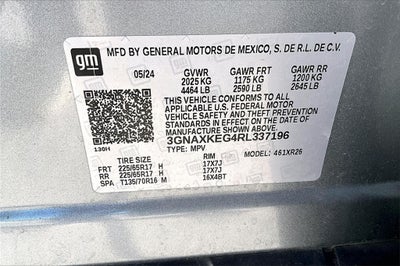 gm
MFD BY GENERAL MOTORS DE MEXICO, S. DE R.L. DE C.V.
05/24 GVWR GAWR FRT GAWR RR
2025 KG 1175 KG 1200 KG
4464 LB 2590 LB 2645 LB
THIS VEHICLE CONFORMS TO ALL
APPLICABLE U.S. FEDERAL MOTOR
VEHICLE SAFETY AND THEFT PREVENTION
STANDARDS IN EFFECT ON THE DATE OF
MANUFACTURE SHOWN ABOVE.
3GNAXKEG4RL337196
TYPE: MPV MODEL: 461XR26
130H
TIRE SIZE RIM
FRT 225/65R17 H 17X7J
RR 225/65R17 H 17X7J
SPA T135/70R16 M 16X4BT